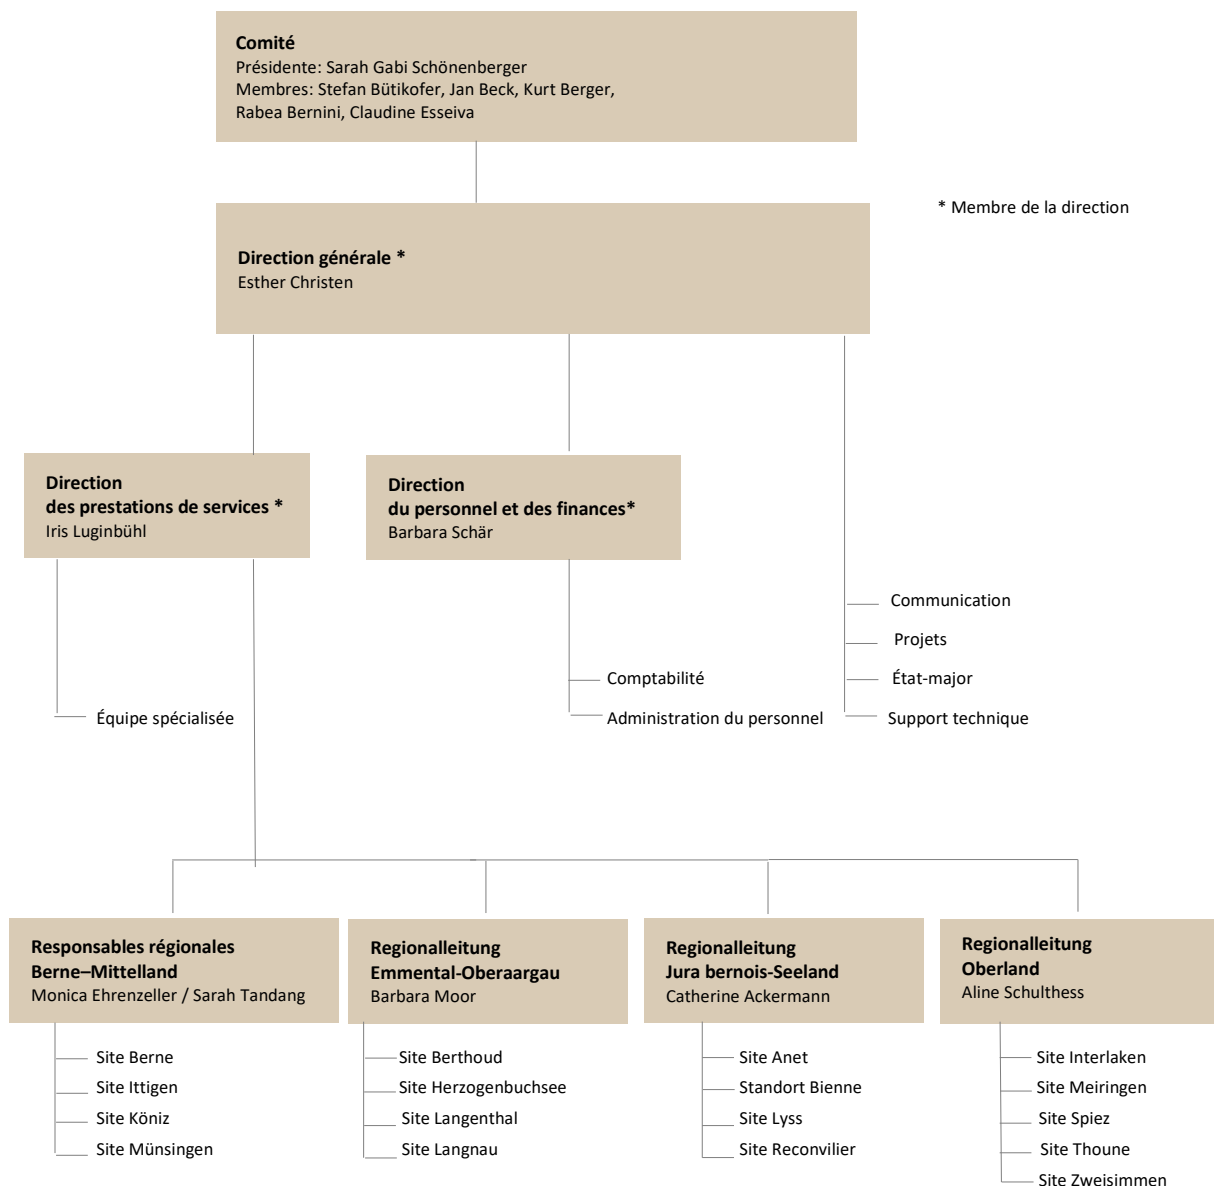 Comité
Présidente: Sarah Gabi Schönenberger
Membres: Stefan Bütikofer, Jan Beck, Kurt Berger,
Rabea Bernini, Claudine Esseiva
* Membre de la direction
Direction générale *
Esther Christen
Direction
des prestations de services *
Iris Luginbühl
Direction
du personnel et des finances*
Barbara Schär
Équipe spécialisée
Comptabilité
Administration du personnel
Communication
Projets
État-major
Support technique
Responsables régionales
Berne–Mittelland
Monica Ehrenzeller / Sarah Tandang
Site Berne
Site Ittigen
Site Köniz
Site Münsingen
Regionalleitung
Emmental-Oberaargau
Barbara Moor
Site Berthoud
Site Herzogenbuchsee
Site Langenthal
Site Langnau
Regionalleitung
Jura bernois-Seeland
Catherine Ackermann
Site Anet
Standort Bienne
Site Lyss
Site Reconvilier
Regionalleitung
Oberland
Aline Schulthess
Site Interlaken
Site Meiringen
Site Spiez
Site Thoune
Site Zweisimmen